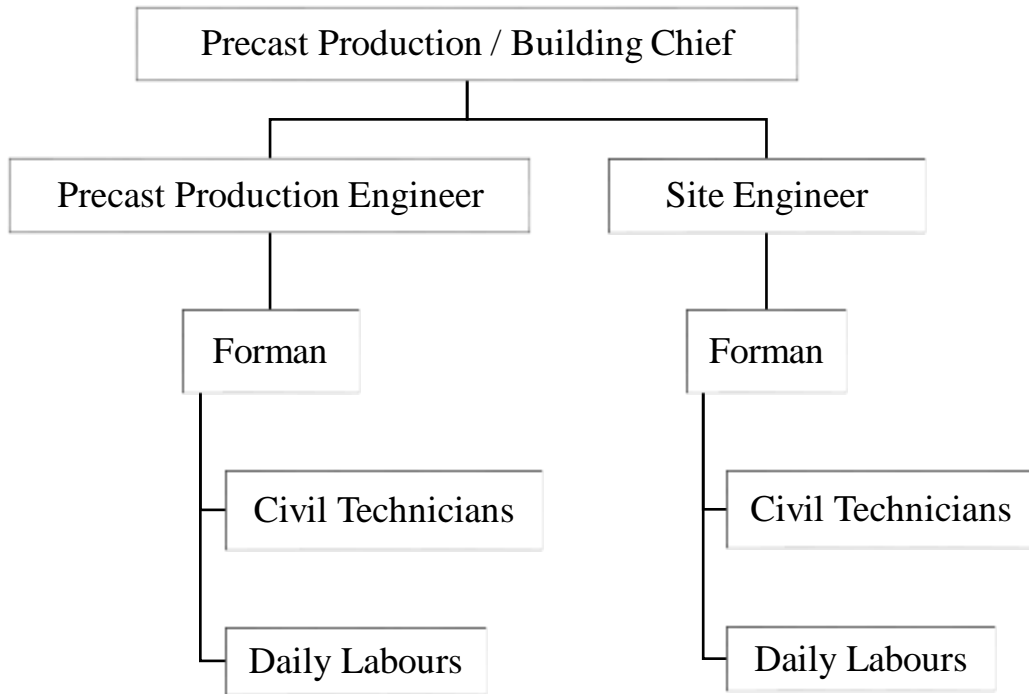 Precast Production / Building Chief
Precast Production Engineer
Site Engineer
Forman
Forman
Civil Technicians
Civil Technicians
Daily Labours
Daily Labours